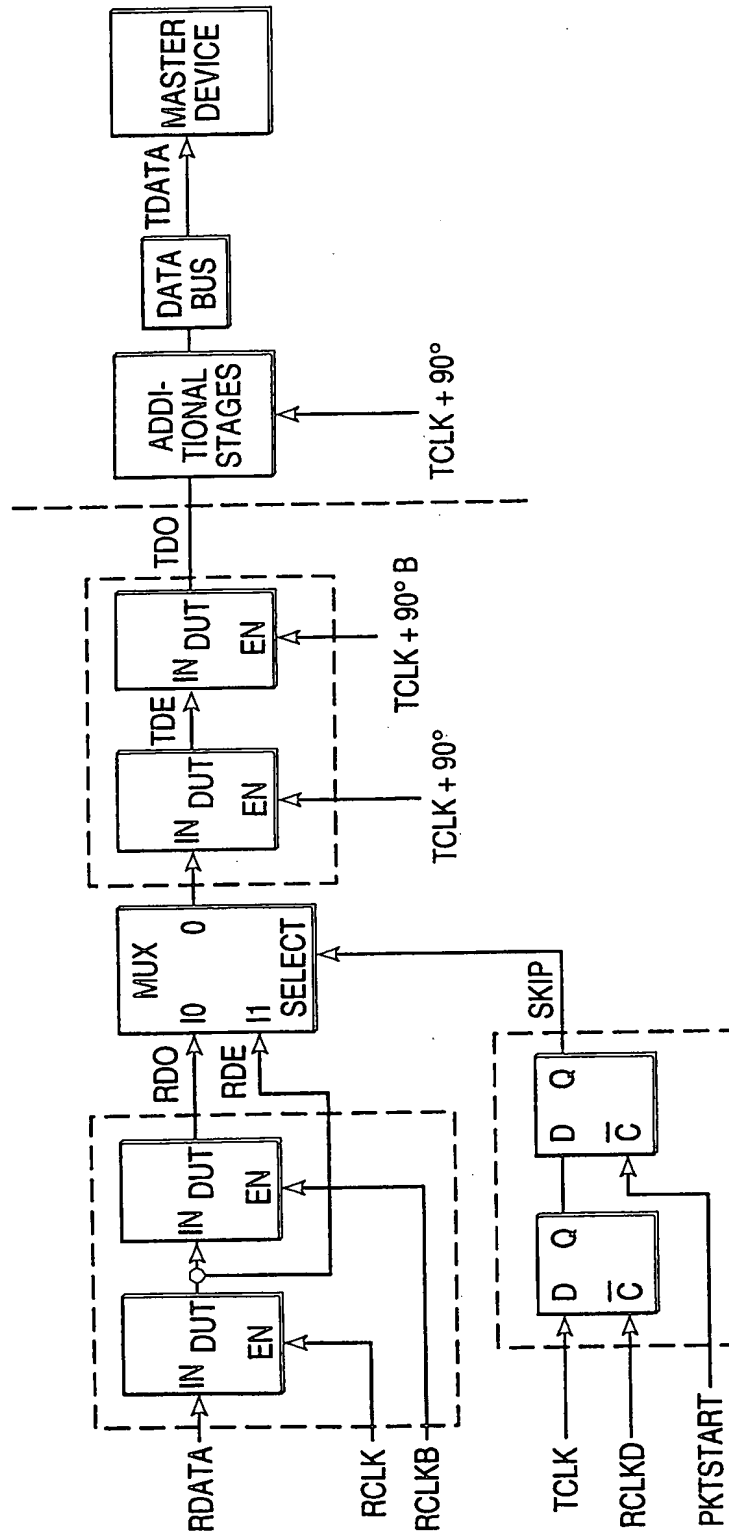 RDATA
IN DUT
EN
IN DUT
EN
RCLK
RCLKB
RDO
RDE
MUX
I0
0
I1
SELECT
IN DUT
EN
TDE
IN DUT
EN
TCLK + 90°
TCLK + 90° B
TDO
ADDI-
TIONAL
STAGES
TCLK + 90°
DATA
BUS
TDATA
MASTER
DEVICE
TCLK
RCLKD
PKTSTART
D Q
C̅
D Q
C̅
SKIP